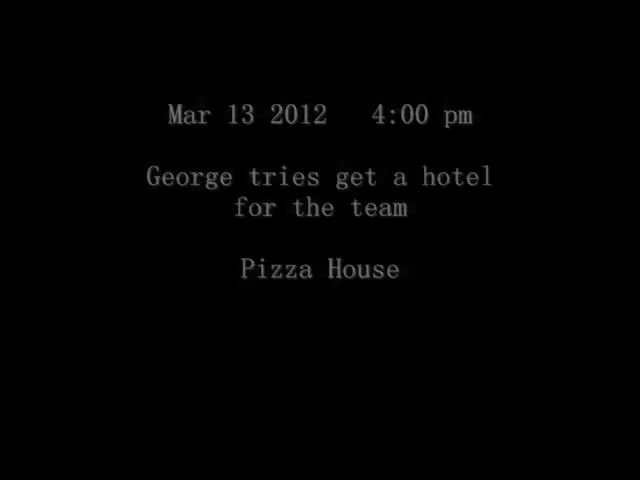 Mar 13 2012   4:00 pm
George tries get a hotel
for the team
Pizza House